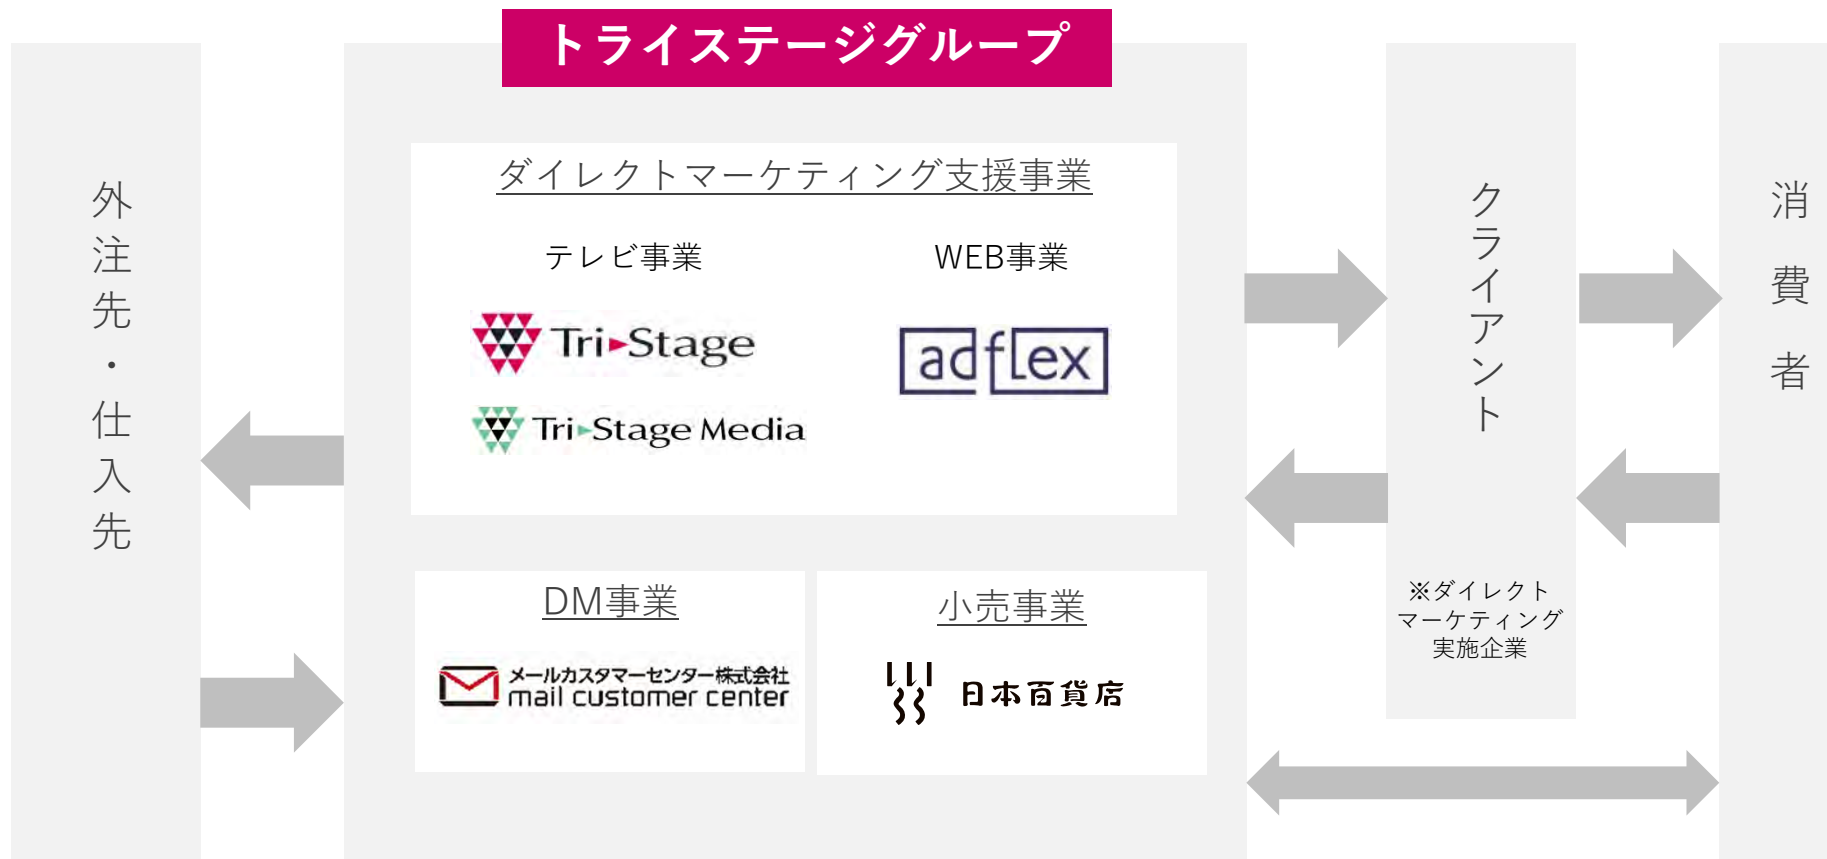 トライステージグループ
外注先・仕入先
ダイレクトマーケティング支援事業
テレビ事業
WEB事業
Tri-Stage
adflex
Tri-Stage Media
DM事業
メールカスタマーセンター株式会社
mail customer center
小売事業
日本百貨店
クライアント
※ダイレクト
マーケティング
実施企業
消費者